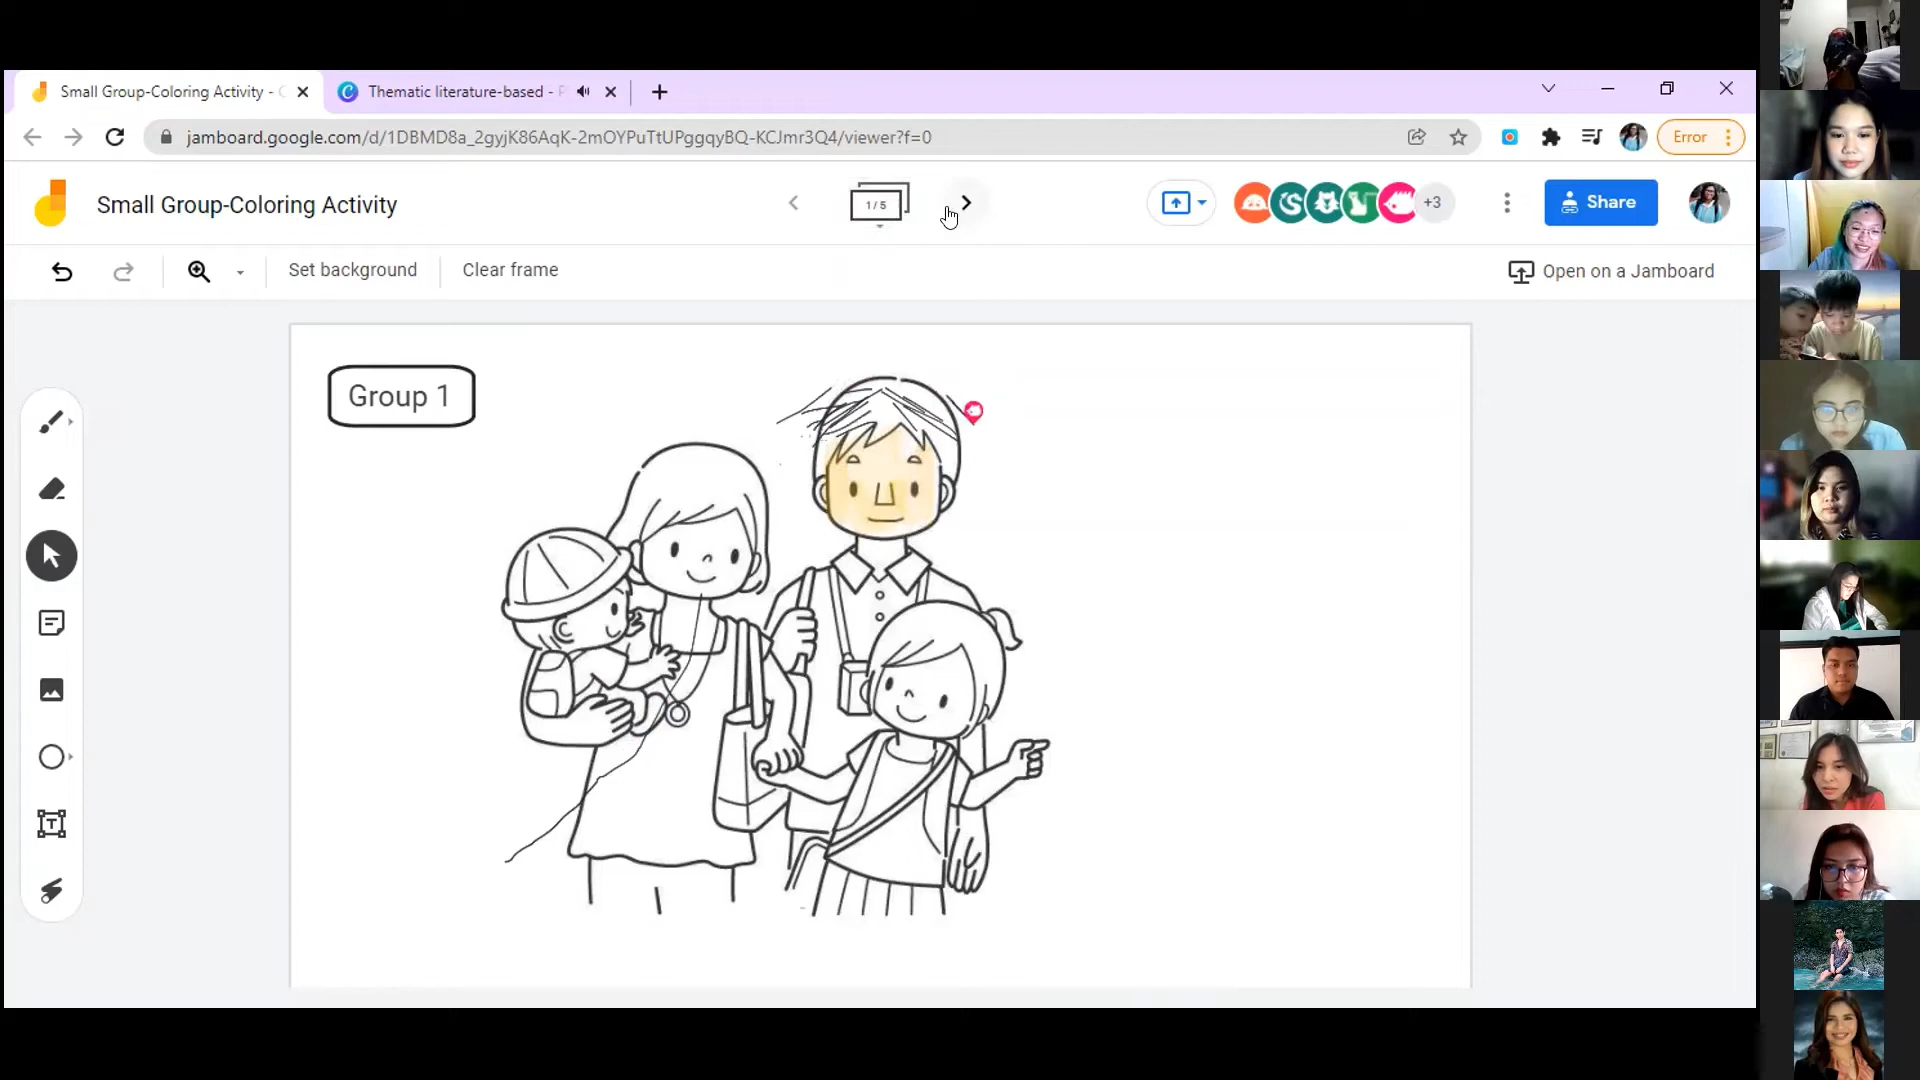 Small Group-Coloring Activity -
Thematic literature-based -
jamboard.google.com/d/1DBMD8a_2gyjK86AqK-2mOYPuTtUPggqyBQ-KCJmr3Q4/viewer?f=0
Error
Small Group-Coloring Activity
1/5
+3
Share
Set background
Clear frame
Open on a Jamboard
Group 1